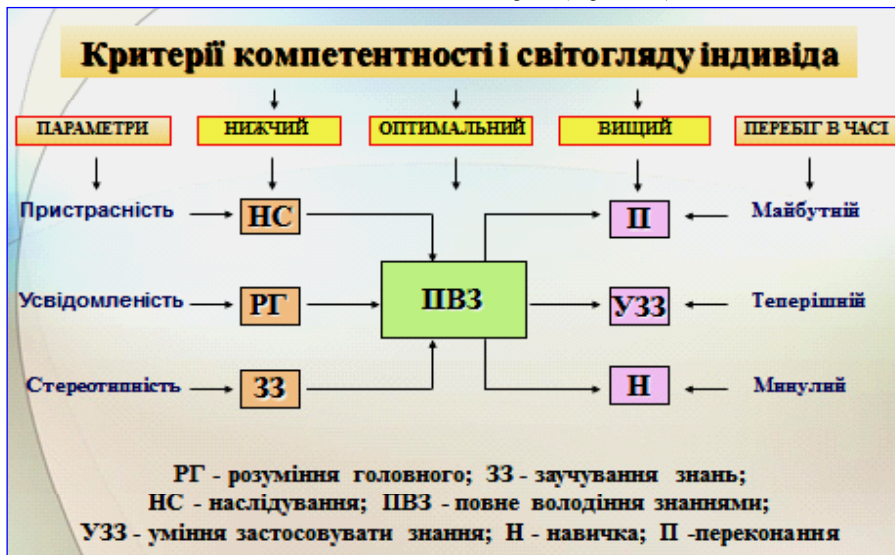 Критерії компетентності і світогляду індивіда
ПАРАМЕТРИ НИЖЧИЙ ОПТИМАЛЬНИЙ ВИЩИЙ ПЕРЕБІГ В ЧАСІ
Пристрасність НС П Майбутній
Усвідомленість РГ ПВЗ УЗЗ Теперішній
Стереотипність ЗЗ Н Минулий
РГ - розуміння головного; ЗЗ - заучування знань;
НС - наслідування; ПВЗ - повне володіння знаннями;
УЗЗ - уміння застосовувати знання; Н - навичка; П -переконання